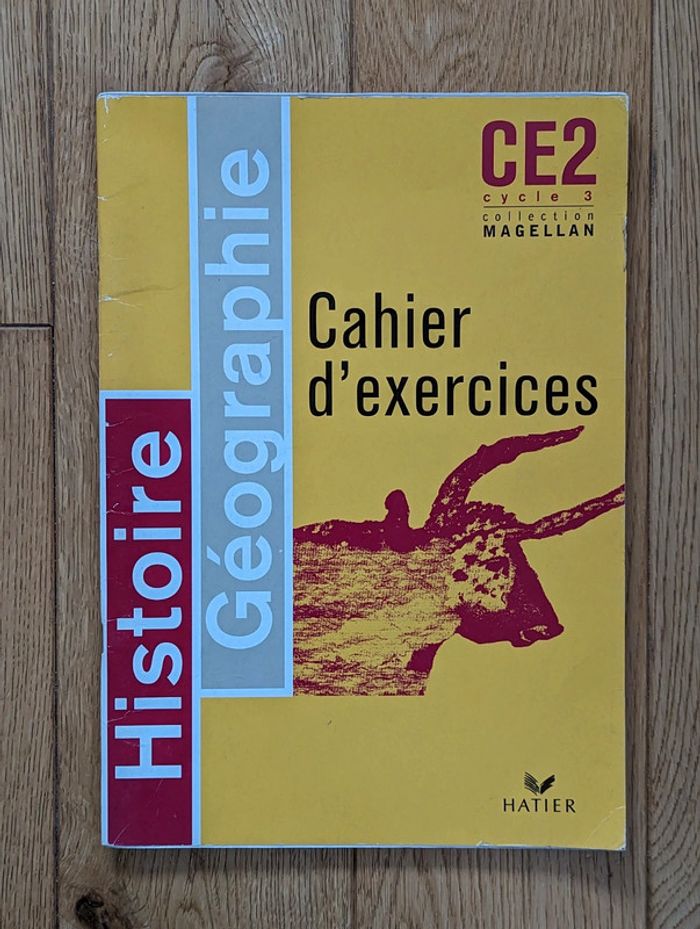 CE2
cycle 3
collection
MAGELLAN
Géographie
Histoire
Cahier
d'exercices
HATIER